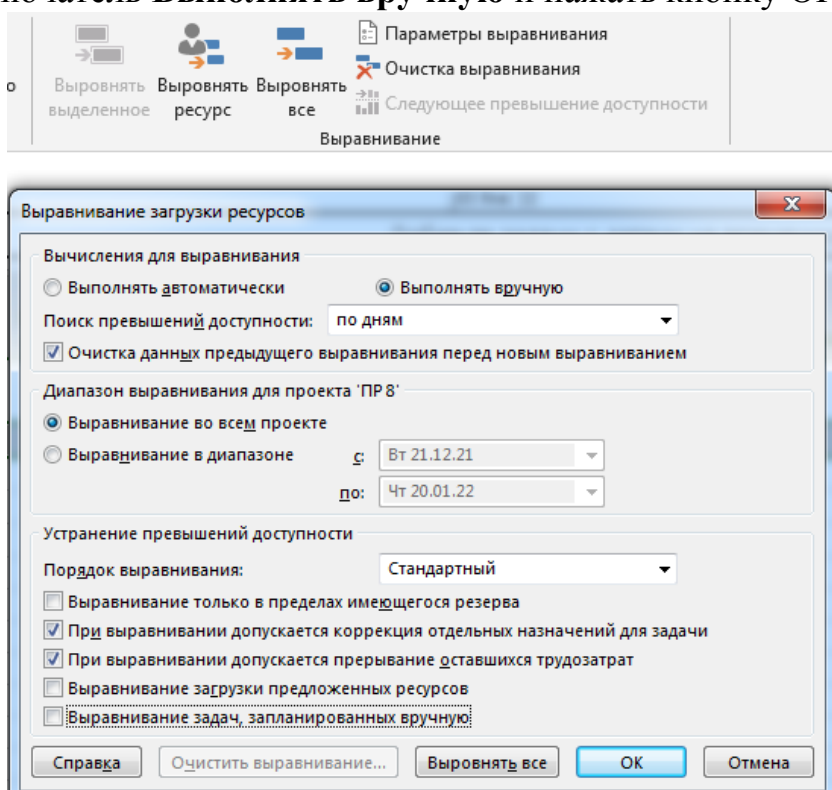 Выполнять вручную и нажать кнопку
Параметры выравнивания
Очистка выравнивания
Выровнять Выровнять Выровнять
выделенное ресурс все
Следующее превышение доступности
Выравнивание
Выравнивание загрузки ресурсов
Вычисления для выравнивания
Выполнять автоматически Выполнять вручную
Поиск превышений доступности: по дням
Очистка данных предыдущего выравнивания перед новым выравниванием
Диапазон выравнивания для проекта 'ПР 8'
Выравнивание во всем проекте
Выравнивание в диапазоне с: Вт 21.12.21
по: Чт 20.01.22
Устранение превышений доступности
Порядок выравнивания: Стандартный
Выравнивание только в пределах имеющегося резерва
При выравнивании допускается коррекция отдельных назначений для задачи
При выравнивании допускается прерывание оставшихся трудозатрат
Выравнивание загрузки предложенных ресурсов
Выравнивание задач, запланированных вручную
Справка Очистить выравнивание... Выровнять все ОК Отмена